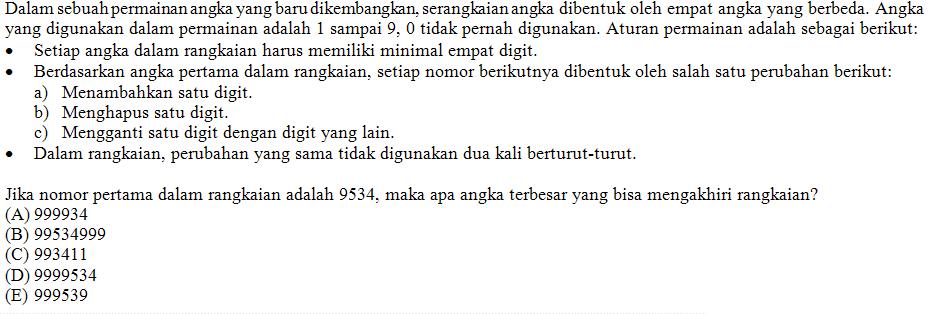 Dalam sebuah permainan angka yang baru dikembangkan, serangkaian angka dibentuk oleh empat angka yang berbeda. Angka
yang digunakan dalam permainan adalah 1 sampai 9, 0 tidak pernah digunakan. Aturan permainan adalah sebagai berikut:
• Setiap angka dalam rangkaian harus memiliki minimal empat digit.
• Berdasarkan angka pertama dalam rangkaian, setiap nomor berikutnya dibentuk oleh salah satu perubahan berikut:
a) Menambahkan satu digit.
b) Menghapus satu digit.
c) Mengganti satu digit dengan digit yang lain.
• Dalam rangkaian, perubahan yang sama tidak digunakan dua kali berturut-turut.
Jika nomor pertama dalam rangkaian adalah 9534, maka apa angka terbesar yang bisa mengakhiri rangkaian?
(A) 999934
(B) 99534999
(C) 993411
(D) 9999534
(E) 999539